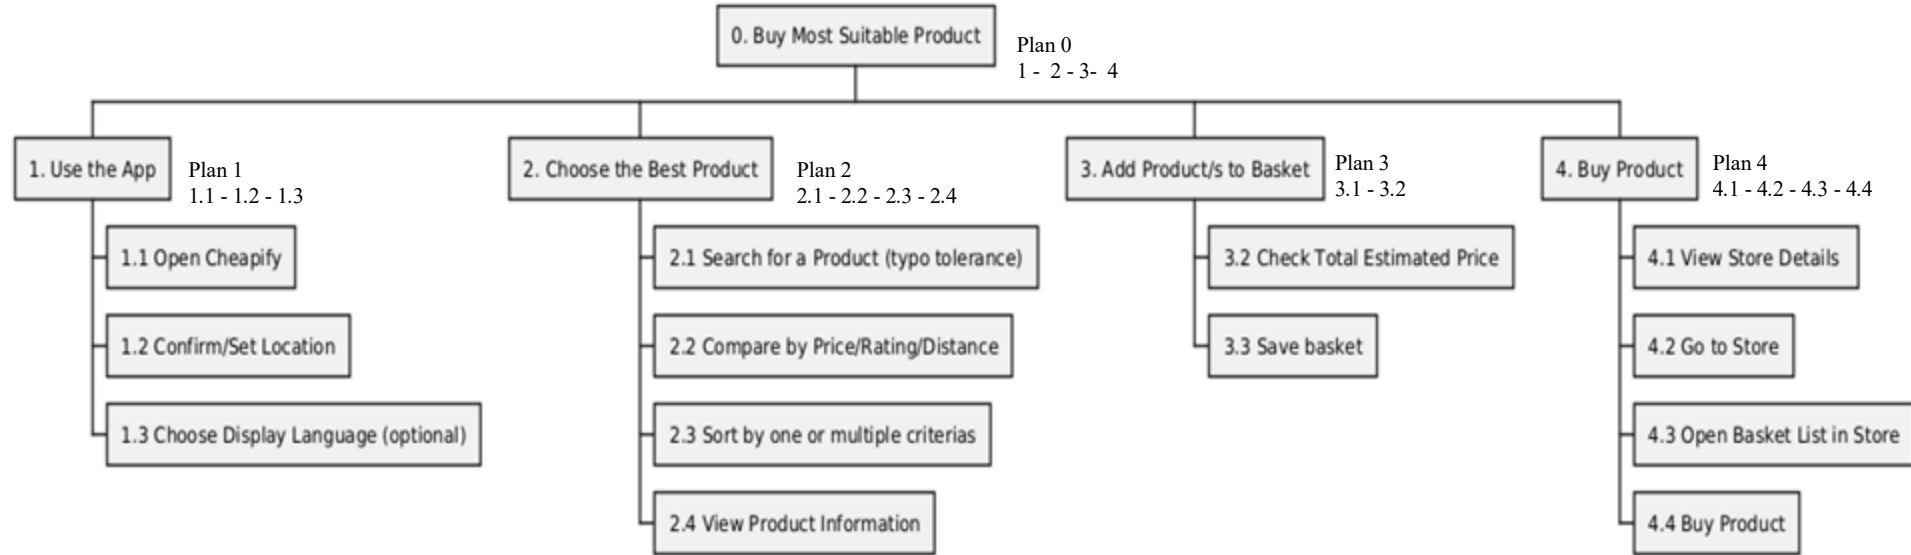 0. Buy Most Suitable Product
Plan 0
1 - 2 - 3- 4
1. Use the App
Plan 1
1.1 - 1.2 - 1.3
1.1 Open Cheapify
1.2 Confirm/Set Location
1.3 Choose Display Language (optional)
2. Choose the Best Product
Plan 2
2.1 - 2.2 - 2.3 - 2.4
2.1 Search for a Product (typo tolerance)
2.2 Compare by Price/Rating/Distance
2.3 Sort by one or multiple criterias
2.4 View Product Information
3. Add Product/s to Basket
Plan 3
3.1 - 3.2
3.2 Check Total Estimated Price
3.3 Save basket
4. Buy Product
Plan 4
4.1 - 4.2 - 4.3 - 4.4
4.1 View Store Details
4.2 Go to Store
4.3 Open Basket List in Store
4.4 Buy Product